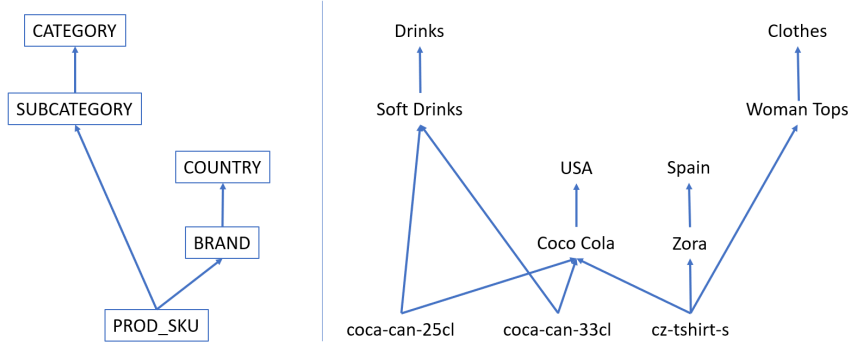 CATEGORY
SUBCATEGORY
COUNTRY
BRAND
PROD_SKU
Drinks
Clothes
Soft Drinks
Woman Tops
USA
Spain
Coco Cola
Zora
coca-can-25cl
coca-can-33cl
cz-tshirt-s